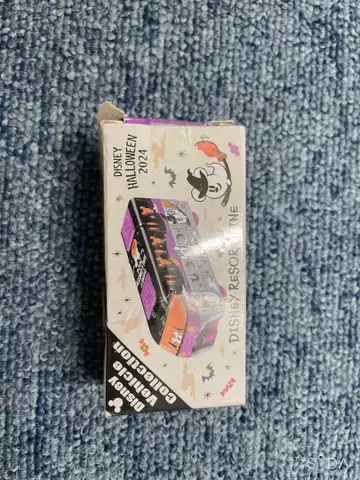 DISNEY
HALLOWEEN
2024
DISNEY RESORT LINE
Disney
Vehicle
Collection